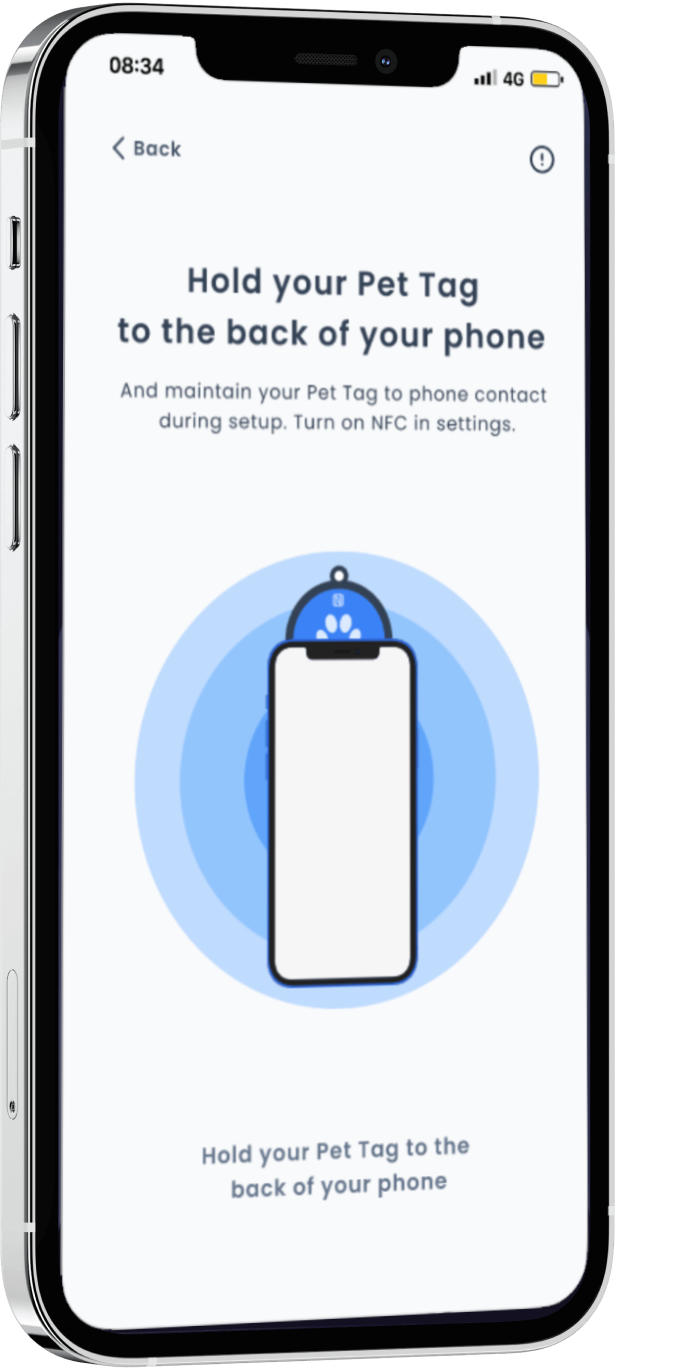 08:34
4G
Back
Hold your Pet Tag
to the back of your phone
And maintain your Pet Tag to phone contact
during setup. Turn on NFC in settings.
Hold your Pet Tag to the
back of your phone